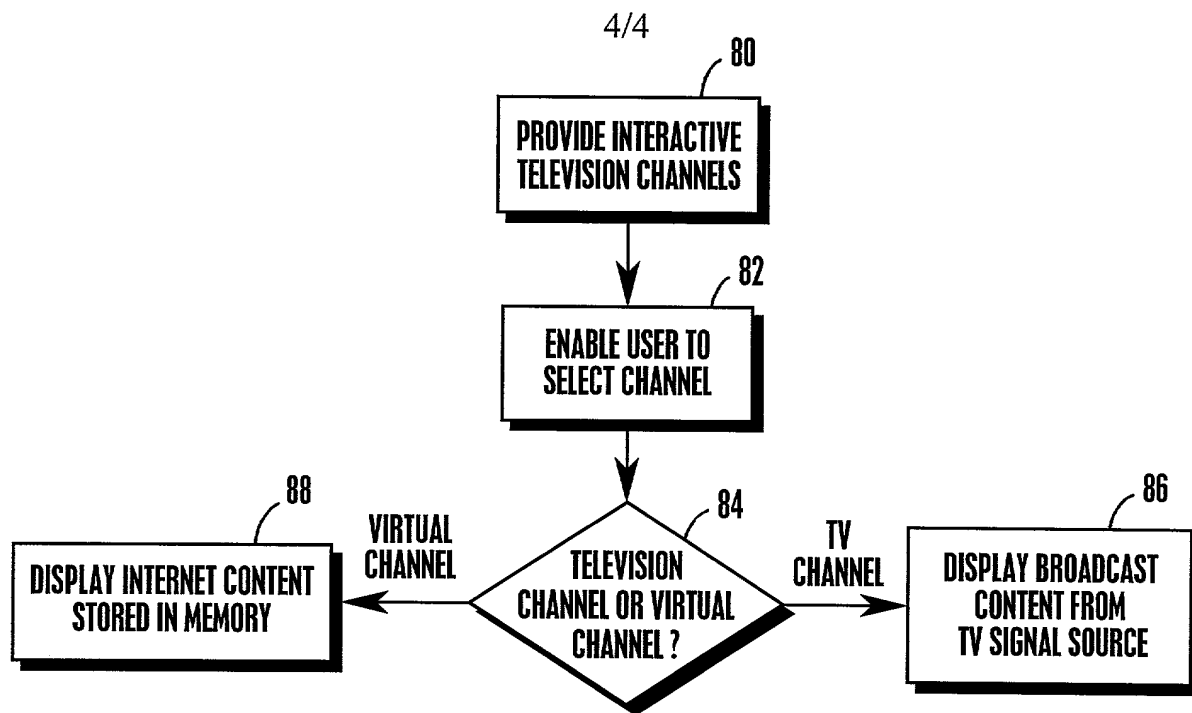 4/4
80
PROVIDE INTERACTIVE
TELEVISION CHANNELS
82
ENABLE USER TO
SELECT CHANNEL
84
TELEVISION
CHANNEL OR VIRTUAL
CHANNEL ?
VIRTUAL
CHANNEL
88
DISPLAY INTERNET CONTENT
STORED IN MEMORY
TV
CHANNEL
86
DISPLAY BROADCAST
CONTENT FROM
TV SIGNAL SOURCE